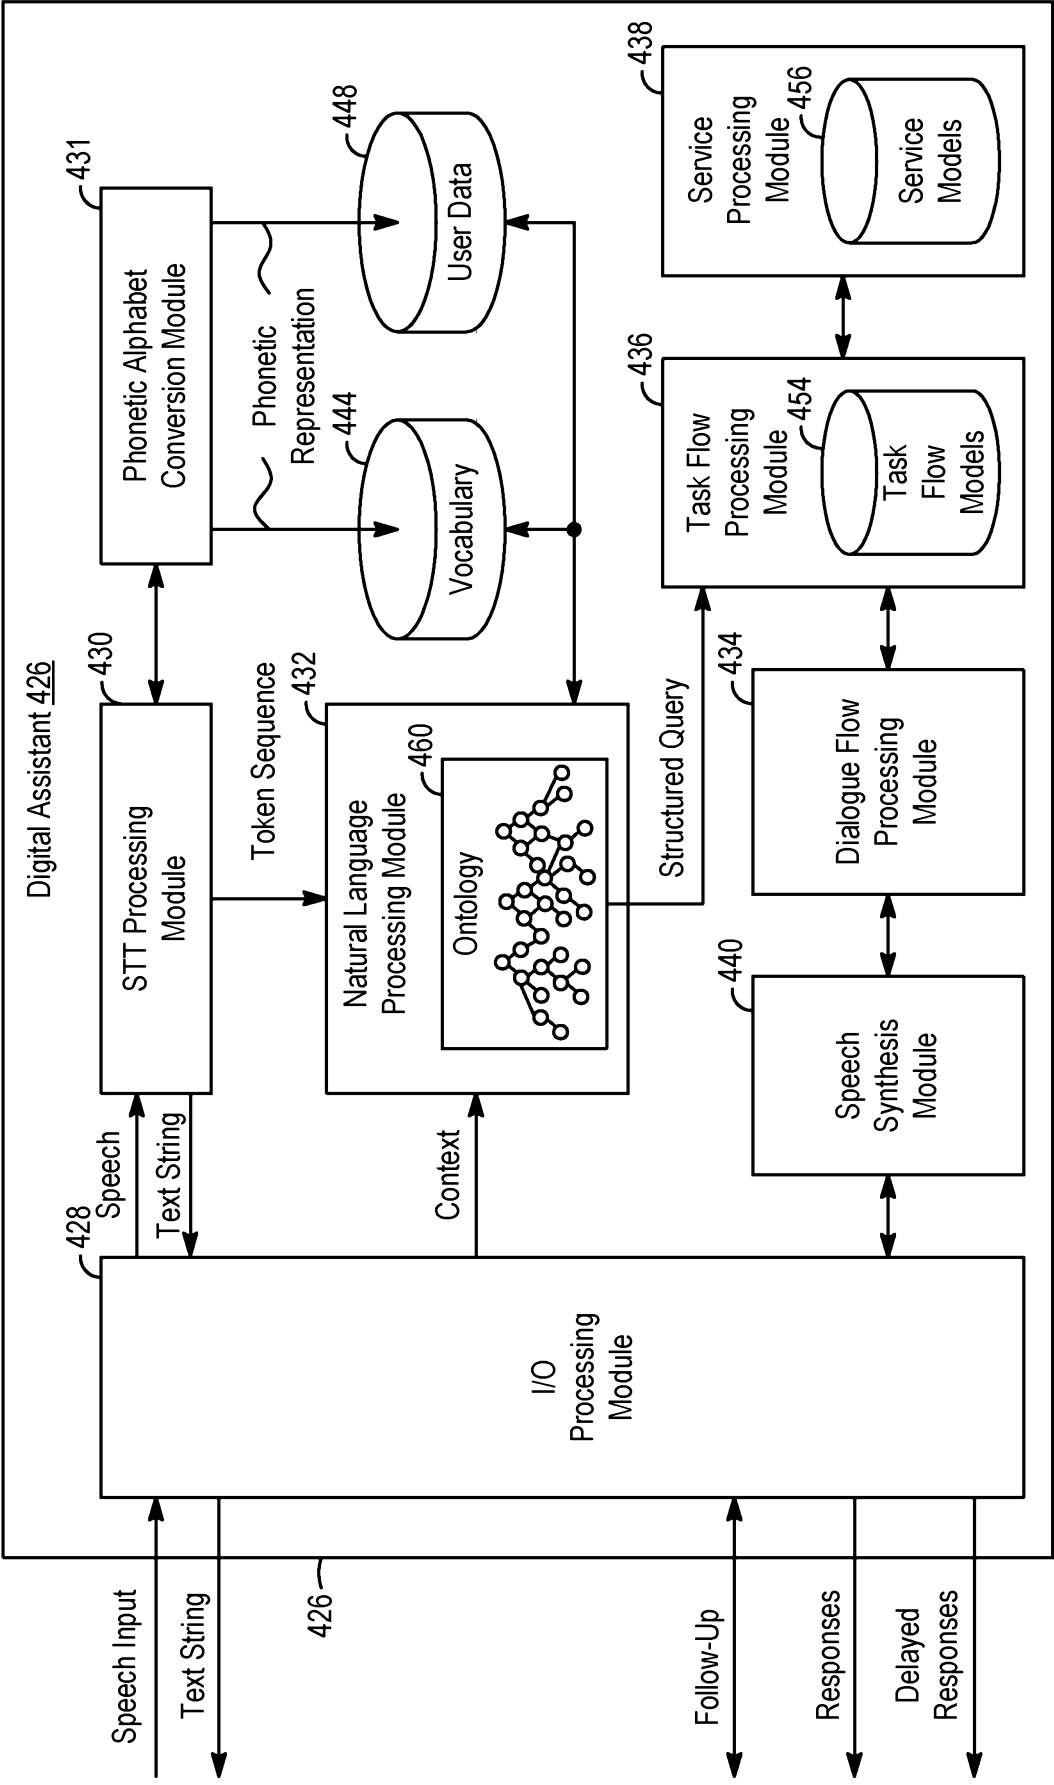 Digital Assistant 426
Speech Input
Text String
Follow-Up
Responses
Delayed
Responses
426
428
I/O
Processing
Module
Speech
Text String
Context
430
STT Processing
Module
Token Sequence
431
Phonetic Alphabet
Conversion Module
Phonetic
Representation
444
Vocabulary
448
User Data
432
Natural Language
Processing Module
460
Ontology
Structured Query
440
Speech
Synthesis
Module
434
Dialogue Flow
Processing
Module
436
Task Flow
Processing
Module
454
Task
Flow
Models
438
Service
Processing
Module
456
Service
Models